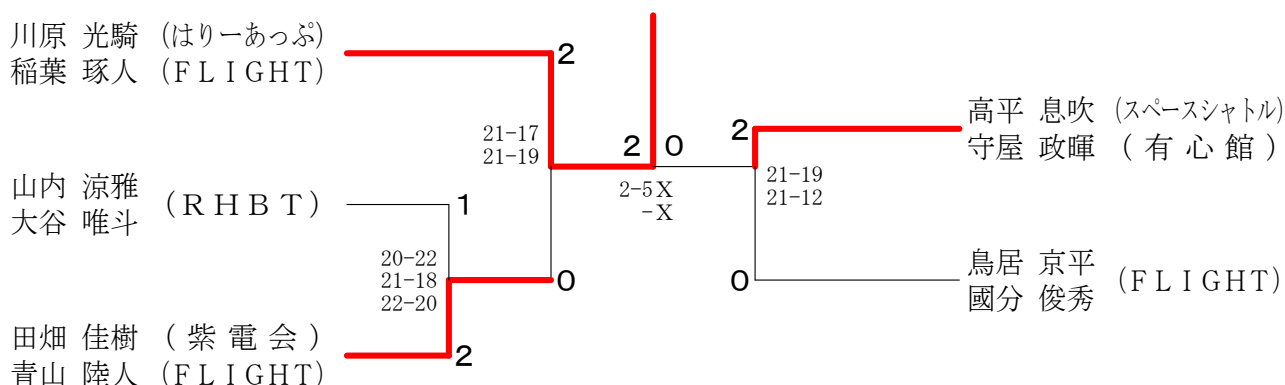 川原 光騎 (はりーあっぷ)
稲葉 琢人 (ＦＬＩＧＨＴ)
2
21-17
21-19
2 0
2-5X
-X
山内 涼雅
大谷 唯斗
(ＲＨＢＴ)
1
20-22
21-18
22-20
0
田畑 佳樹 (紫電会)
青山 陸人 (ＦＬＩＧＨＴ)
2
高平 息吹 (スペースシャトル)
守屋 政暉 (有心館)
2
21-19
21-12
鳥居 京平
國分 俊秀
(ＦＬＩＧＨＴ)
0